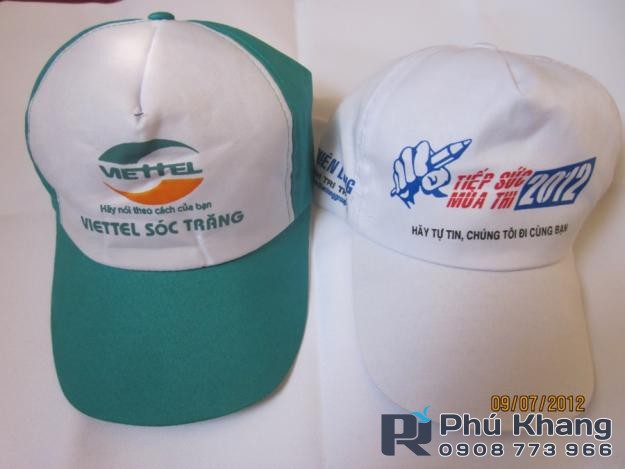 VIETTEL
Hãy nói theo cách của bạn
VIETTEL SÓC TRĂNG
TIẾP SỨC
MÙA THI
2012
HÃY TỰ TIN, CHÚNG TÔI ĐI CÙNG BẠN
09/07/2012
Phú Khang
0908 773 966